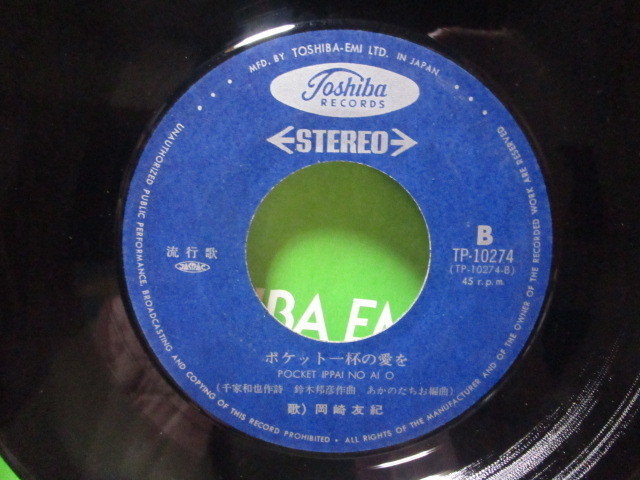 MFD. BY TOSHIBA-EMI LTD. IN JAPAN
Toshiba
RECORDS
STEREO
流行歌
B
TP-10274
(TP-10274-B)
45 r.p.m.
BA EM
ポケット一杯の愛を
POCKET IPPAI NO AI O
(千家和也作詩 鈴木邦彦作曲 あかのたちお編曲)
歌) 岡崎友紀
UNAUTHORIZED PUBLIC PERFORMANCE, BROADCASTING AND COPYING OF THIS RECORD PROHIBITED • ALL RIGHTS OF THE MANUFACTURER AND OF THE OWNER OF THE RECORDED WORK ARE RESERVED